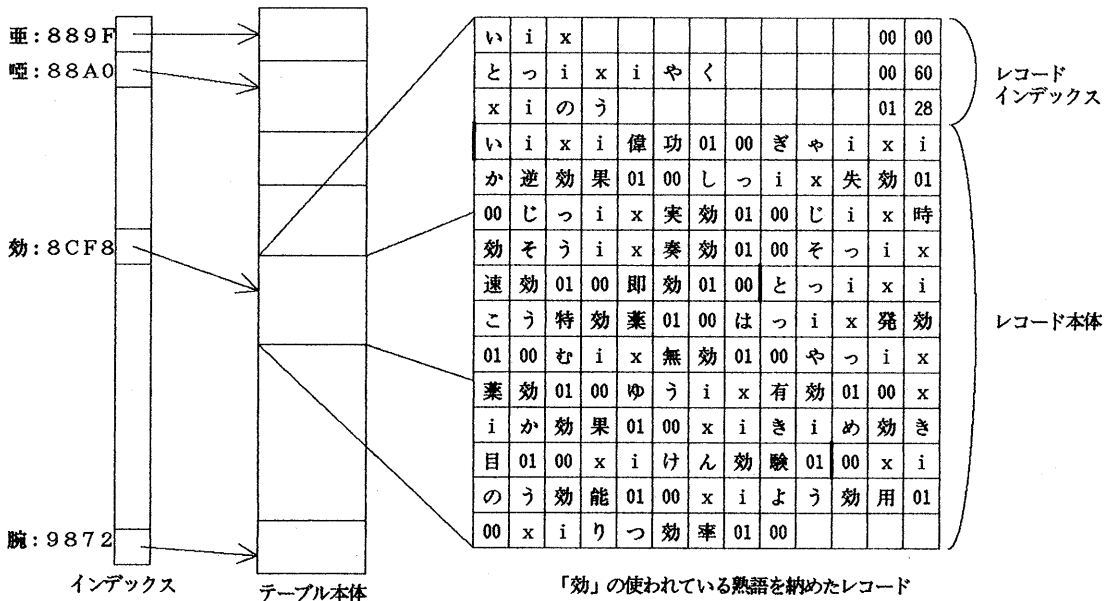 亜:889F
唖:88A0
効:8CF8
腕:9872
インデックス
テーブル本体
い i x 00 00
と っ i x i ゃ く 00 60
x i の う 01 28
い i x i 偉 功 01 00 ぎ ゃ i x i
か 逆 効 果 01 00 し っ i x 失 効 01
00 じ っ i x 実 効 01 00 じ i x 時
効 そ う i x 奏 効 01 00 そ っ i x
速 効 01 00 即 効 01 00 と っ i x i
こ う 特 効 薬 01 00 は っ i x 発 効
01 00 む i x 無 効 01 00 や っ i x
薬 効 01 00 ゆ う i x 有 効 01 00 x
i か 効 果 01 00 x i き i め 効 き
目 01 00 x i け ん 効 験 01 00 x i
の う 効 能 01 00 x i よ う 効 用 01
00 x i り つ 効 率 01 00
レコード
インデックス
レコード本体
「効」の使われている熟語を納めたレコード